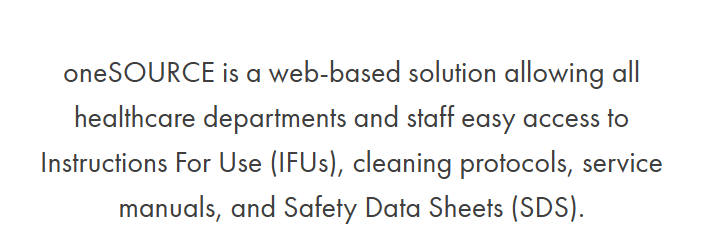 oneSOURCE is a web-based solution allowing all
healthcare departments and staff easy access to
Instructions For Use (IFUs), cleaning protocols, service
manuals, and Safety Data Sheets (SDS).